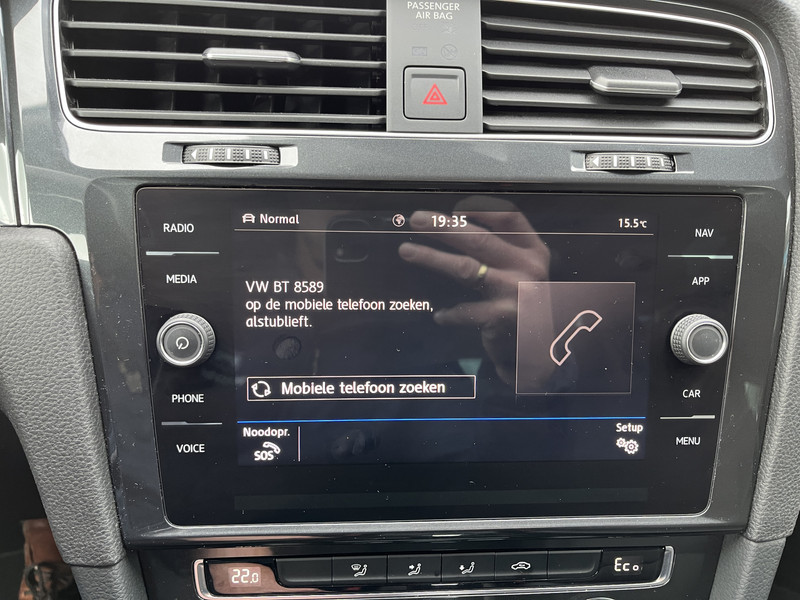 PASSENGER
AIR BAG
RADIO
MEDIA
PHONE
VOICE
Normal
19:35
15.5°C
VW BT 8589
op de mobiele telefoon zoeken,
alstublieft.
Mobiele telefoon zoeken
Noodopr.
SOS
Setup
NAV
APP
CAR
MENU
22.0
Eco